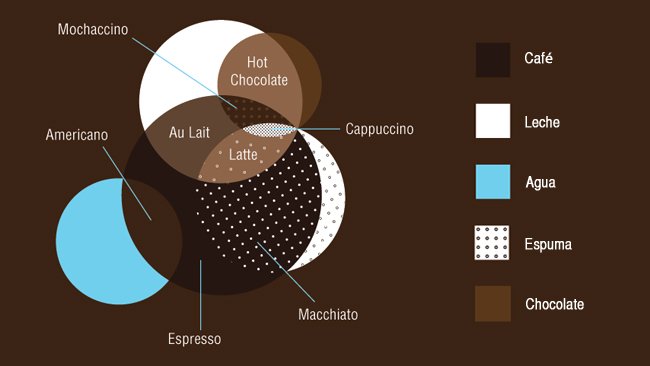 Mochaccino
Hot
Chocolate
Americano
Au Lait
Cappuccino
Latte
Macchiato
Espresso
Café
Leche
Agua
Espuma
Chocolate